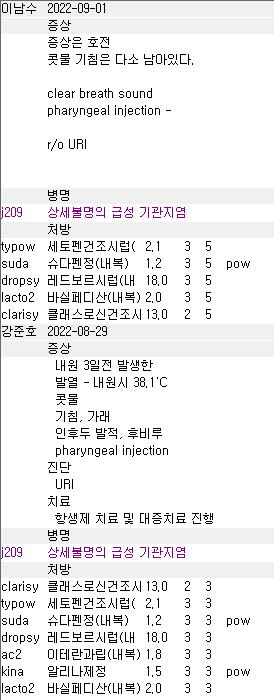 이남수 2022-09-01
증상
증상은 호전
콧물 기침은 다소 남아있다.
clear breath sound
pharyngeal injection -
r/o URI
병명
j209 상세불명의 급성 기관지염
처방
typow 세토펜건조시럽( 2.1 3 5
suda 슈다펜정(내복) 1.2 3 5 pow
dropsy 레드보르시럽(내 18.0 3 5
lacto2 바실페디산(내복) 2.0 3 5
clarisy 클래스로신건조시 13.0 2 5
강준호 2022-08-29
증상
내원 3일전 발생한
발열 - 내원시 38.1'C
콧물
기침, 가래
인후두 발적, 후비루
pharyngeal injection
진단
URI
치료
항생제 치료 및 대증치료 진행
병명
j209 상세불명의 급성 기관지염
처방
clarisy 클래스로신건조시 13.0 2 3
typow 세토펜건조시럽( 2.1 3 3
suda 슈다펜정(내복) 1.2 3 3 pow
dropsy 레드보르시럽(내 18.0 3 3
ac2 이테란과립(내복) 1.8 3 3
kina 알리나제정 1.5 3 3 pow
lacto2 바실페디산(내복) 2.0 3 3